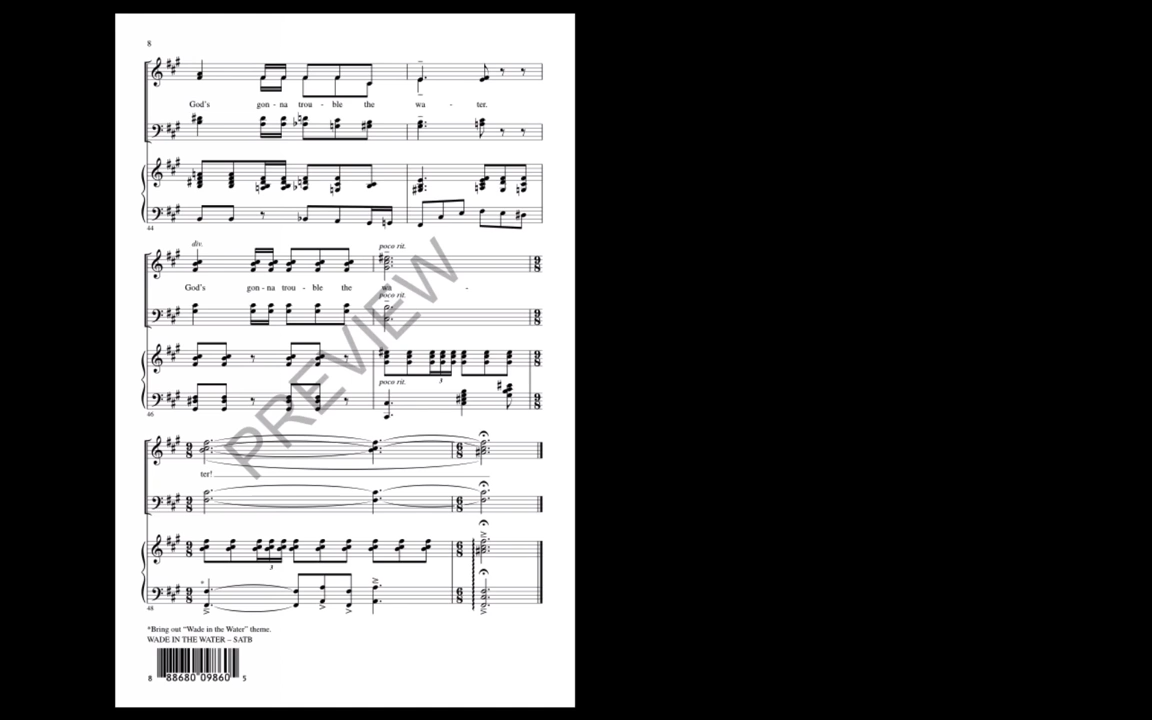 8
God's gon - na trou - ble the wa - ter.
44
div.
poco rit.
God's gon - na trou - ble the wa -
poco rit.
3
poco rit.
46
ter!
3
*
48
*Bring out “Wade in the Water” theme.
WADE IN THE WATER – SATB
8 88680 09860 5
PREVIEW